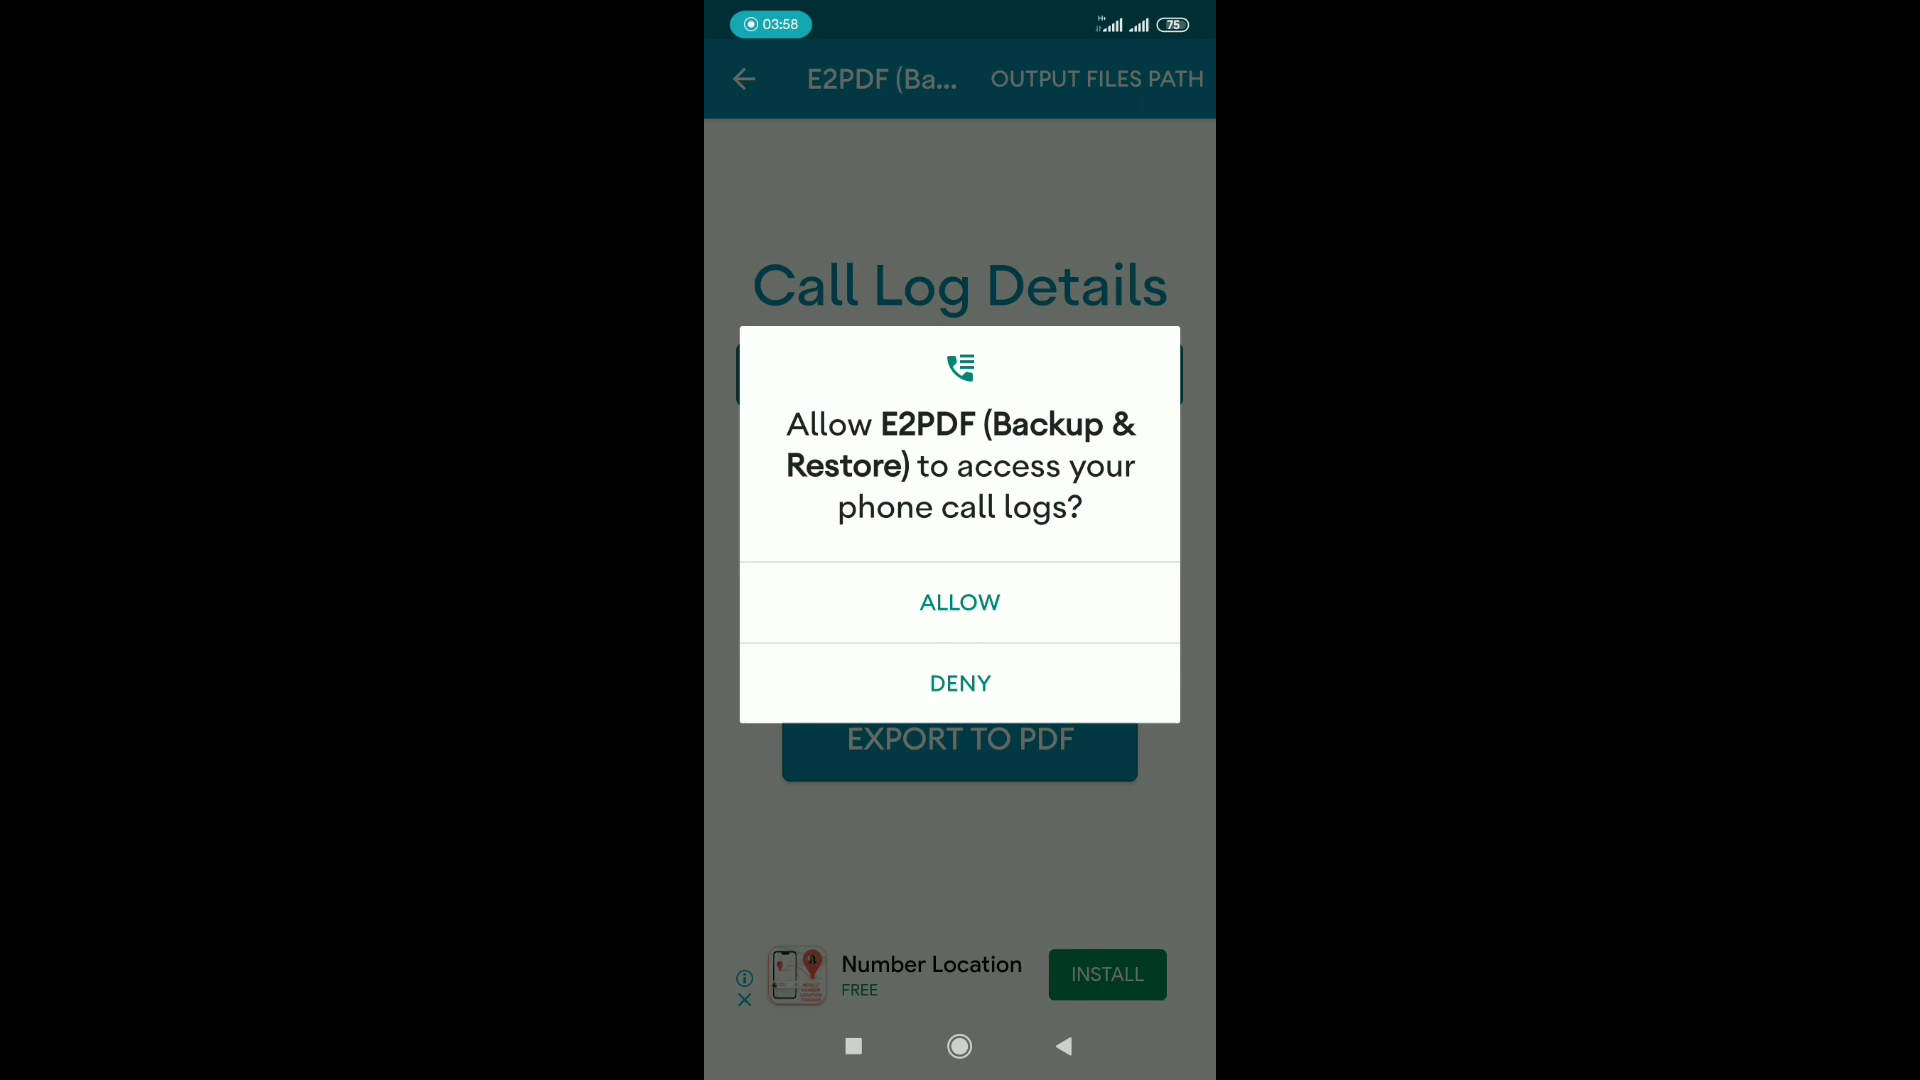 03:58
H+
75
E2PDF (Ba...
OUTPUT FILES PATH
Call Log Details
Allow E2PDF (Backup &
Restore) to access your
phone call logs?
ALLOW
DENY
EXPORT TO PDF
Number Location
FREE
INSTALL